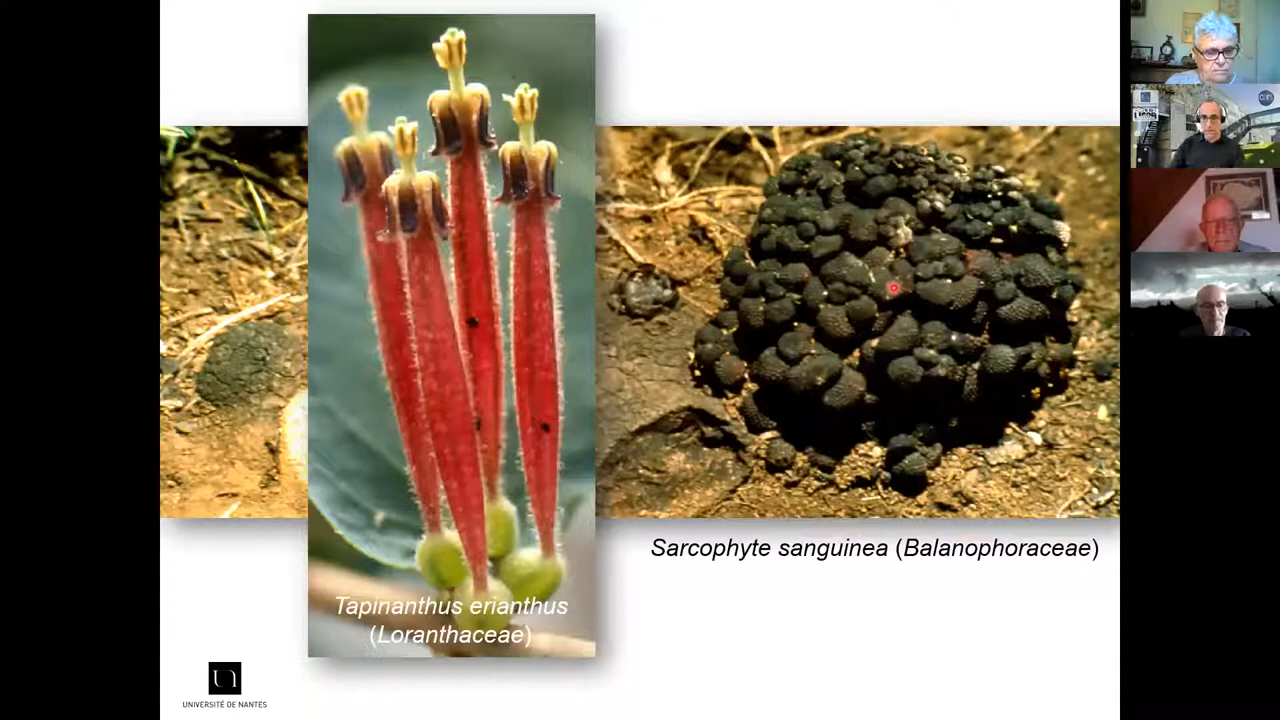 Tapinanthus erianthus
(Loranthaceae)
Sarcophyte sanguinea (Balanophoraceae)
UNIVERSITÉ DE NANTES